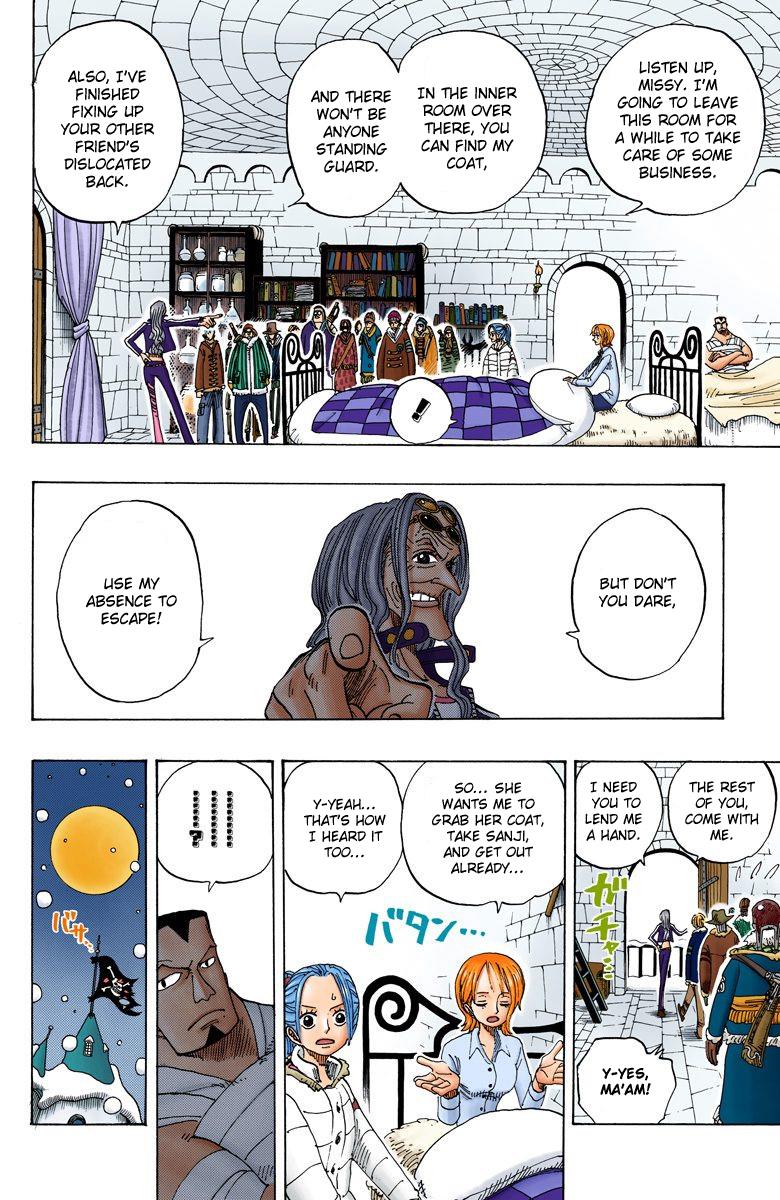 LISTEN UP,
MISSY. I'M
GOING TO LEAVE
THIS ROOM FOR
A WHILE TO TAKE
CARE OF SOME
BUSINESS.
IN THE INNER
ROOM OVER
THERE, YOU
CAN FIND MY
COAT,
AND THERE
WON'T BE
ANYONE
STANDING
GUARD.
ALSO, I'VE
FINISHED
FIXING UP
YOUR OTHER
FRIEND'S
DISLOCATED
BACK.
!
BUT DON'T
YOU DARE,
USE MY
ABSENCE TO
ESCAPE!
THE REST
OF YOU,
COME WITH
ME.
I NEED
YOU TO
LEND ME
A HAND.
ガチャ…
Y-YES,
MA'AM!
SO... SHE
WANTS ME TO
GRAB HER COAT,
TAKE SANJI,
AND GET OUT
ALREADY...
Y-YEAH...
THAT'S HOW
I HEARD IT
TOO...
バタン…
!!!!?
バサ…